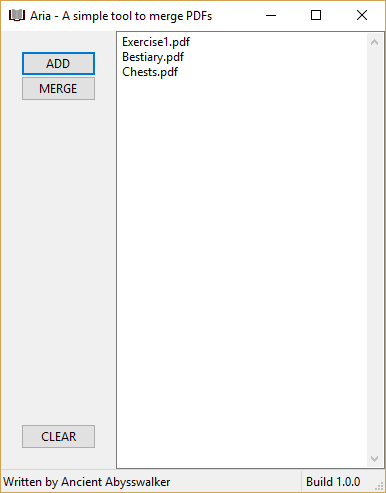 Aria - A simple tool to merge PDFs
ADD
MERGE
Exercise1.pdf
Bestiary.pdf
Chests.pdf
CLEAR
Written by Ancient Abysswalker
Build 1.0.0